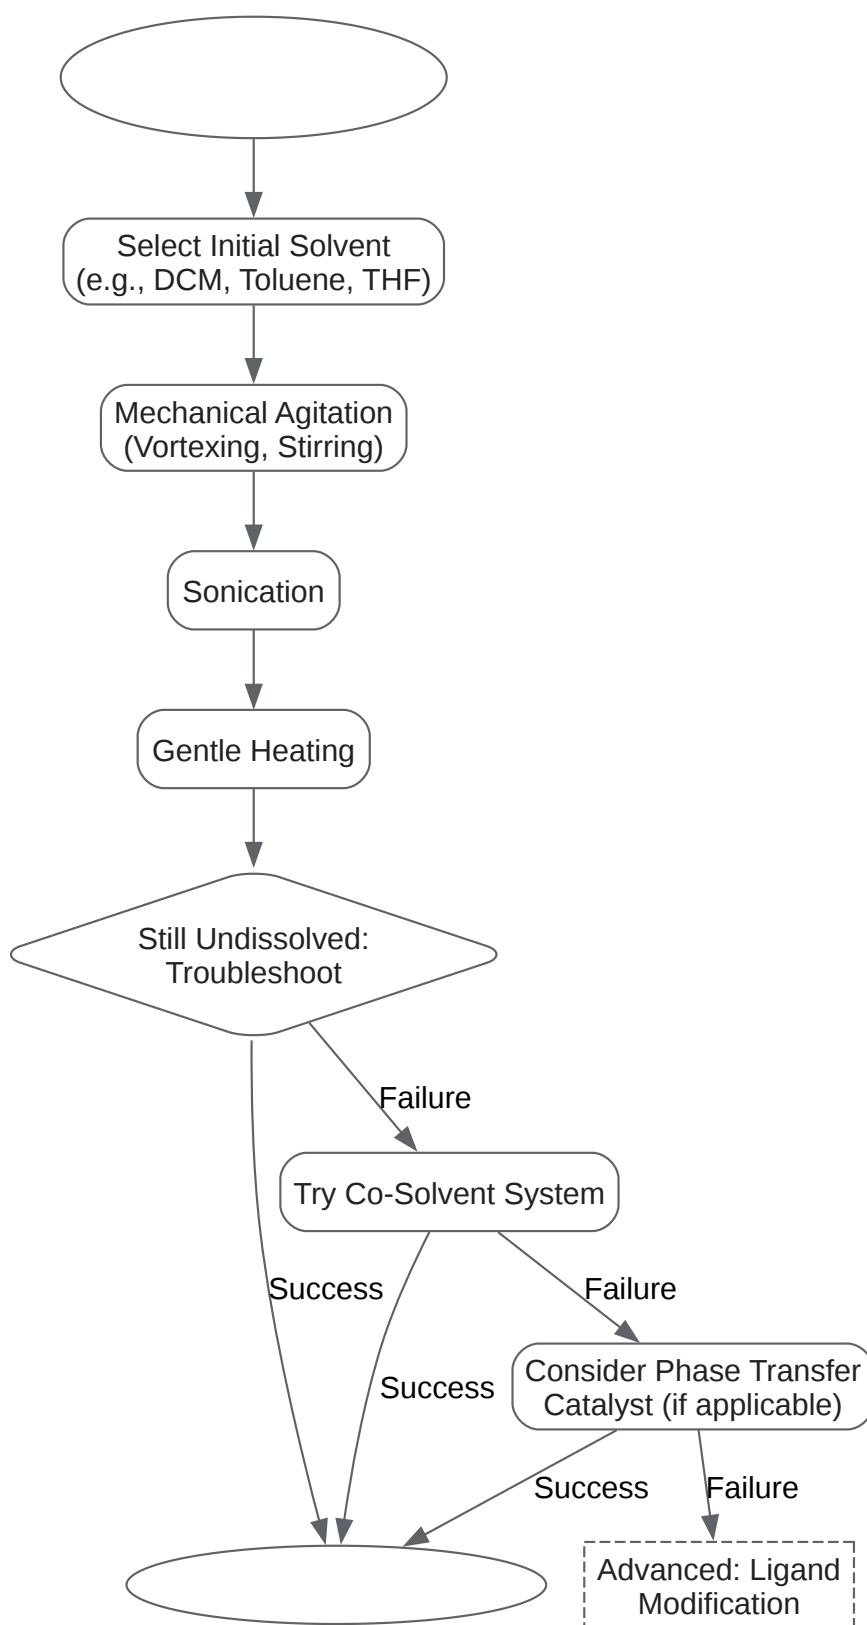 Select Initial Solvent
(e.g., DCM, Toluene, THF)
Mechanical Agitation
(Vortexing, Stirring)
Sonication
Gentle Heating
Still Undissolved:
Troubleshoot
Failure
Try Co-Solvent System
Success
Failure
Success
Consider Phase Transfer
Catalyst (if applicable)
Success
Failure
Advanced: Ligand
Modification